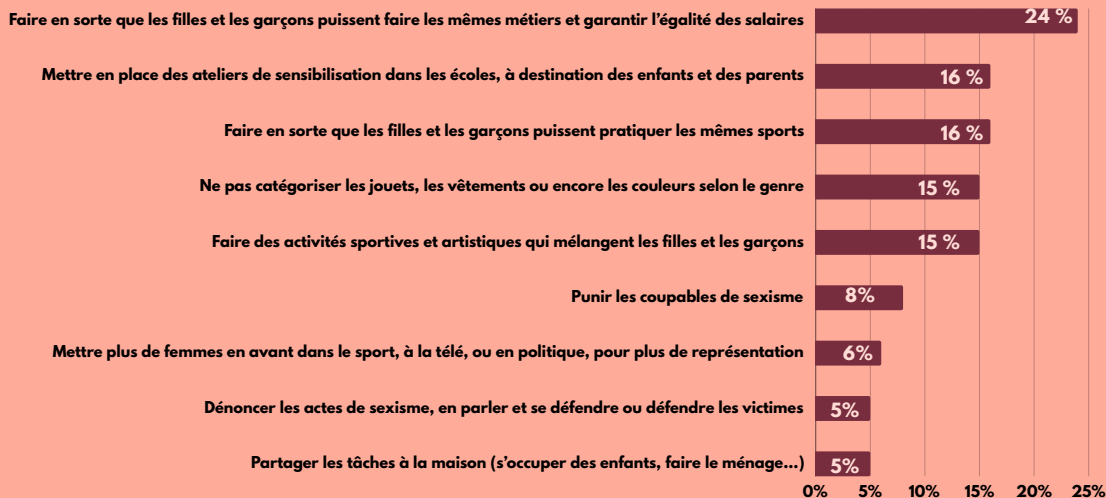 Faire en sorte que les filles et les garçons puissent faire les mêmes métiers et garantir l'égalité des salaires 24 %
Mettre en place des ateliers de sensibilisation dans les écoles, à destination des enfants et des parents 16 %
Faire en sorte que les filles et les garçons puissent pratiquer les mêmes sports 16 %
Ne pas catégoriser les jouets, les vêtements ou encore les couleurs selon le genre 15 %
Faire des activités sportives et artistiques qui mélangent les filles et les garçons 15 %
Punir les coupables de sexisme 8%
Mettre plus de femmes en avant dans le sport, à la télé, ou en politique, pour plus de représentation 6%
Dénoncer les actes de sexisme, en parler et se défendre ou défendre les victimes 5%
Partager les tâches à la maison (s'occuper des enfants, faire le ménage...) 5%
0% 5% 10% 15% 20% 25%